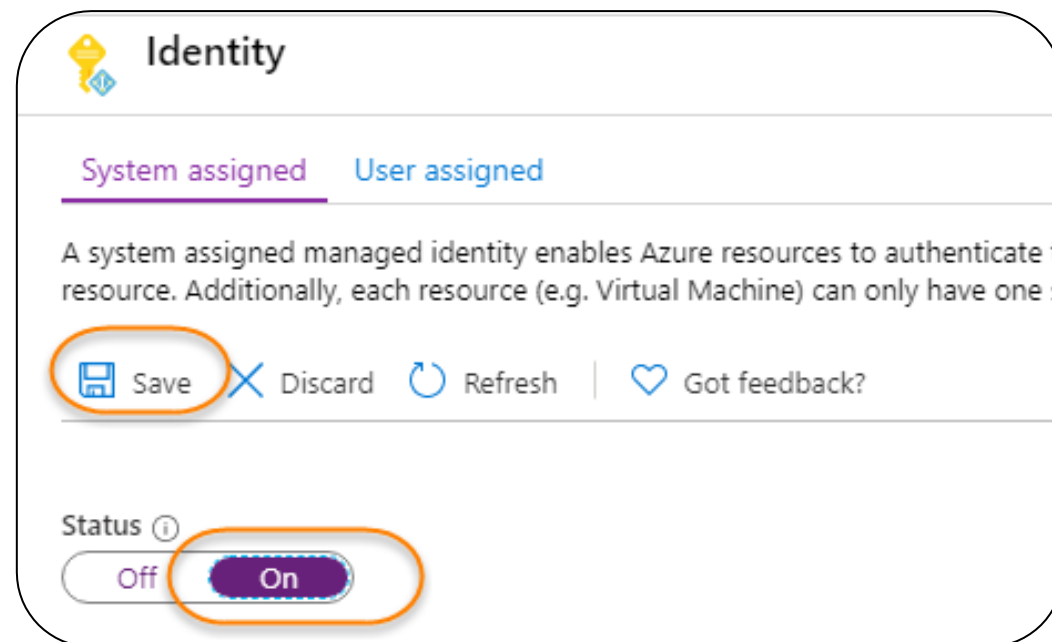 Identity
System assigned User assigned
A system assigned managed identity enables Azure resources to authenticate
resource. Additionally, each resource (e.g. Virtual Machine) can only have one
Save Discard Refresh Got feedback?
Status
Off On